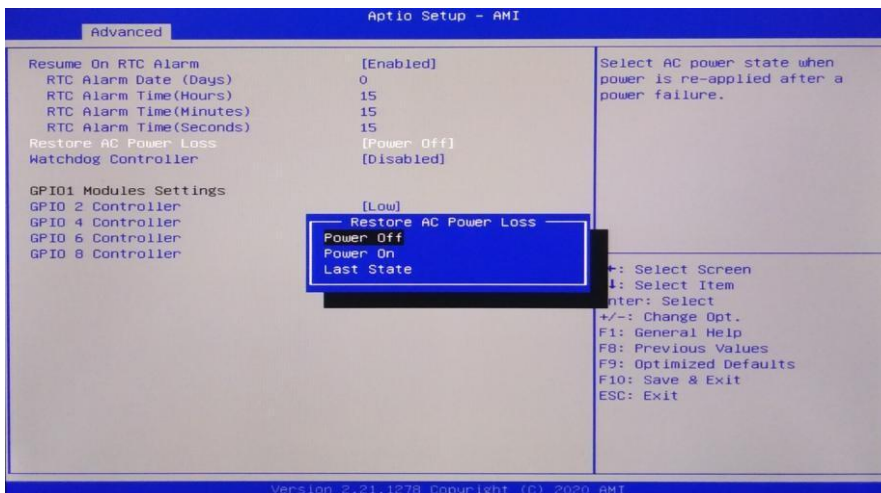 Aptio Setup - AMI
Advanced
Resume On RTC Alarm [Enabled]
RTC Alarm Date (Days) 0
RTC Alarm Time(Hours) 15
RTC Alarm Time(Minutes) 15
RTC Alarm Time(Seconds) 15
Restore AC Power Loss [Power Off]
Watchdog Controller [Disabled]
GPIO1 Modules Settings
GPIO 2 Controller [Low]
GPIO 4 Controller
GPIO 6 Controller
GPIO 8 Controller
Restore AC Power Loss
Power Off
Power On
Last State
Select AC power state when
power is re-applied after a
power failure.
: Select Screen
: Select Item
nter: Select
+/-: Change Opt.
F1: General Help
F8: Previous Values
F9: Optimized Defaults
F10: Save & Exit
ESC: Exit
Version 2.21.1278 Copyright (C) 2020 AMI